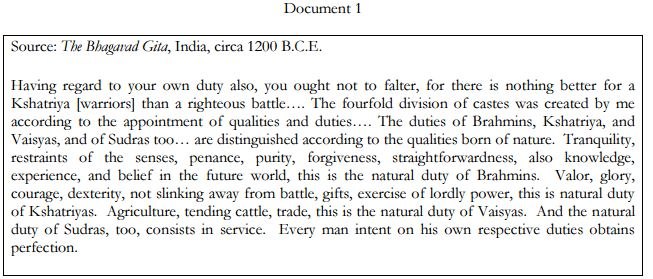 Document 1
Source: The Bhagavad Gita, India, circa 1200 B.C.E.
Having regard to your own duty also, you ought not to falter, for there is nothing better for a
Kshatriya [warriors] than a righteous battle…. The fourfold division of castes was created by me
according to the appointment of qualities and duties…. The duties of Brahmins, Kshatriya, and
Vaisyas, and of Sudras too… are distinguished according to the qualities born of nature. Tranquility,
restraints of the senses, penance, purity, forgiveness, straightforwardness, also knowledge,
experience, and belief in the future world, this is the natural duty of Brahmins. Valor, glory,
courage, dexterity, not slinking away from battle, gifts, exercise of lordly power, this is natural duty
of Kshatriyas. Agriculture, tending cattle, trade, this is the natural duty of Vaisyas. And the natural
duty of Sudras, too, consists in service. Every man intent on his own respective duties obtains
perfection.